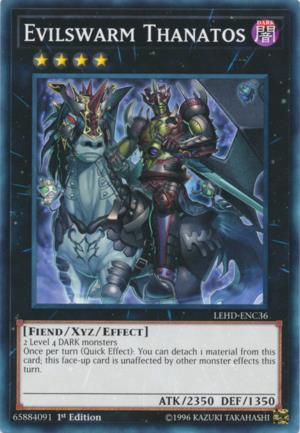 EVILSWARM THANATOS
DARK
闇
LEHD-ENC36
[FIEND/XYZ/EFFECT]
2 Level 4 DARK monsters
Once per turn (Quick Effect): You can detach 1 material from this
card; this face-up card is unaffected by other monster effects this
turn.
ATK/2350 DEF/1350
65884091 1st Edition ©1996 KAZUKI TAKAHASHI